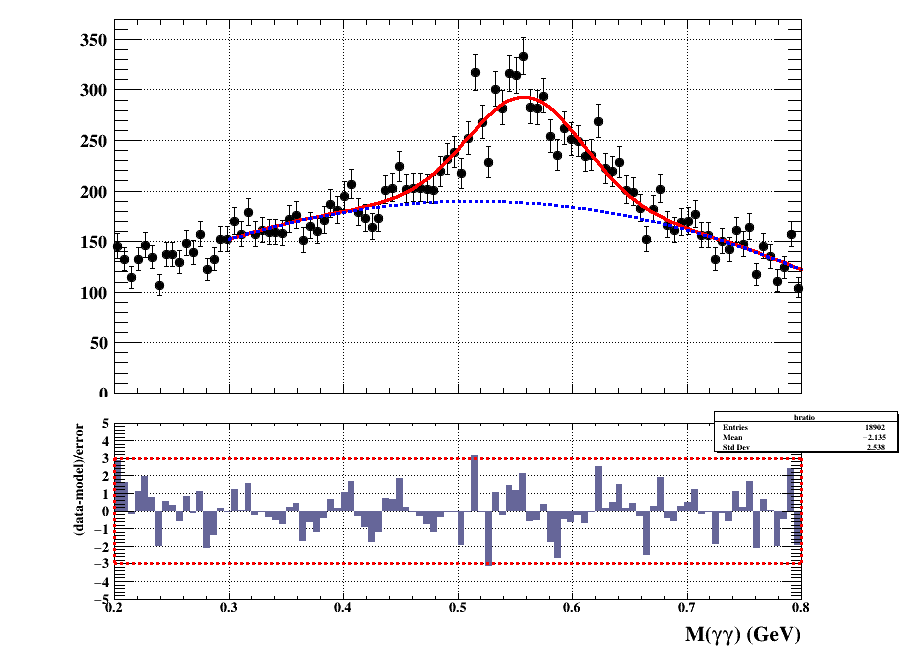 350
300
250
200
150
100
50
0
(data-model)/error
5
4
3
2
1
0
−1
−2
−3
−4
−5
hratio
Entries 18902
Mean −2.135
Std Dev 2.538
0.2 0.3 0.4 0.5 0.6 0.7 0.8
M(γγ) (GeV)